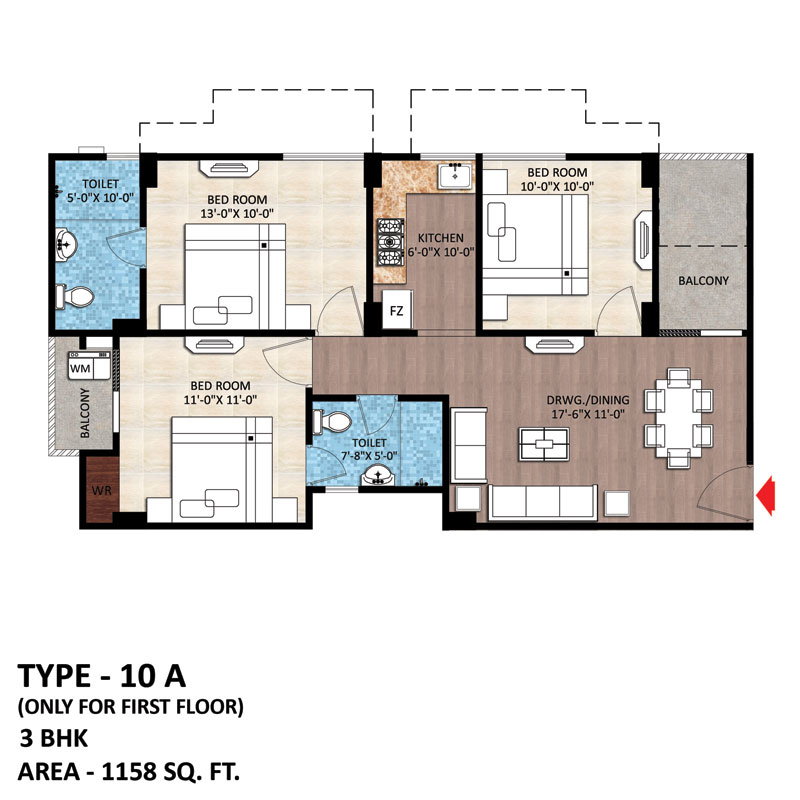 TOILET
5'-0"X 10'-0"
BED ROOM
13'-0"X 10'-0"
KITCHEN
6'-0"X 10'-0"
FZ
BED ROOM
10'-0"X 10'-0"
BALCONY
WM
BALCONY
BED ROOM
11'-0"X 11'-0"
WR
TOILET
7'-8"X 5'-0"
DRWG./DINING
17'-6"X 11'-0"
TYPE - 10 A
(ONLY FOR FIRST FLOOR)
3 BHK
AREA - 1158 SQ. FT.